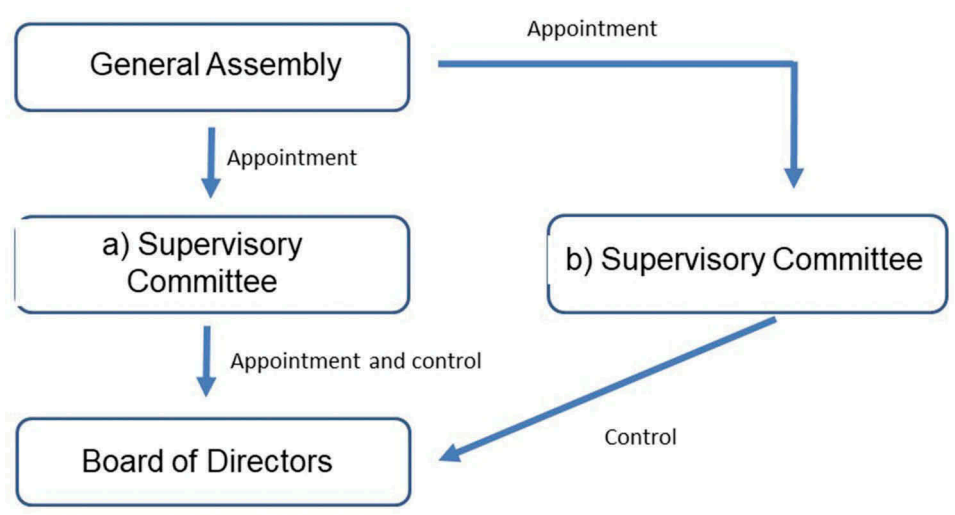 Appointment
General Assembly
Appointment
a) Supervisory
Committee
b) Supervisory Committee
Appointment and control
Control
Board of Directors